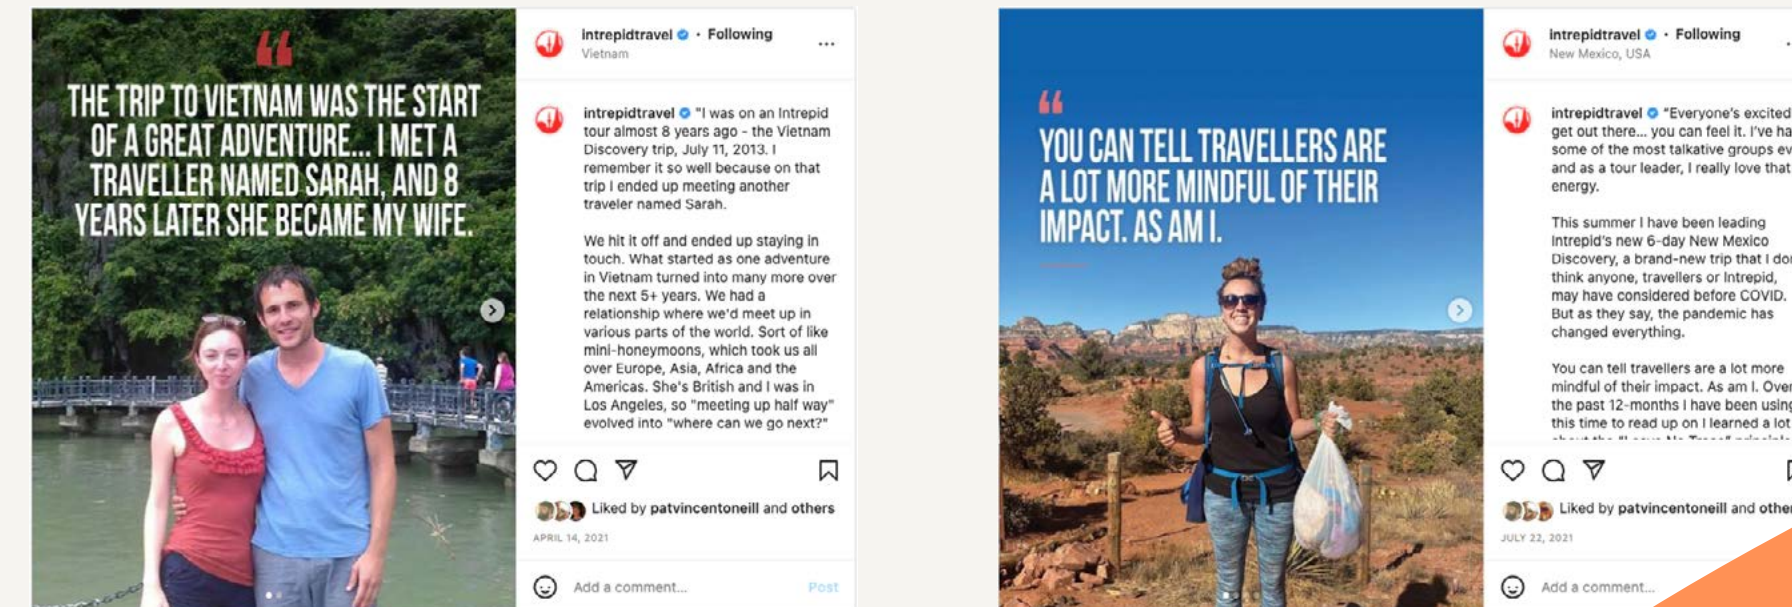 “
THE TRIP TO VIETNAM WAS THE START
OF A GREAT ADVENTURE... I MET A
TRAVELLER NAMED SARAH, AND 8
YEARS LATER SHE BECAME MY WIFE.
intrepidtravel • Following
Vietnam
intrepidtravel "I was on an Intrepid
tour almost 8 years ago - the Vietnam
Discovery trip, July 11, 2013. I
remember it so well because on that
trip I ended up meeting another
traveler named Sarah.
We hit it off and ended up staying in
touch. What started as one adventure
in Vietnam turned into many more over
the next 5+ years. We had a
relationship where we'd meet up in
various parts of the world. Sort of like
mini-honeymoons, which took us all
over Europe, Asia, Africa and the
Americas. She's British and I was in
Los Angeles, so "meeting up half way"
evolved into "where can we go next?"
Liked by patvincentoneill and others
APRIL 14, 2021
Add a comment...
Post
“
YOU CAN TELL TRAVELLERS ARE
A LOT MORE MINDFUL OF THEIR
IMPACT. AS AM I.
intrepidtravel • Following
New Mexico, USA
intrepidtravel "Everyone's excited
get out there... you can feel it. I've ha
some of the most talkative groups ev
and as a tour leader, I really love that
energy.
This summer I have been leading
Intrepid's new 6-day New Mexico
Discovery, a brand-new trip that I don
think anyone, travellers or Intrepid,
may have considered before COVID.
But as they say, the pandemic has
changed everything.
You can tell travellers are a lot more
mindful of their impact. As am I. Over
the past 12-months I have been using
this time to read up on I learned a lot
Liked by patvincentoneill and other
JULY 22, 2021
Add a comment...